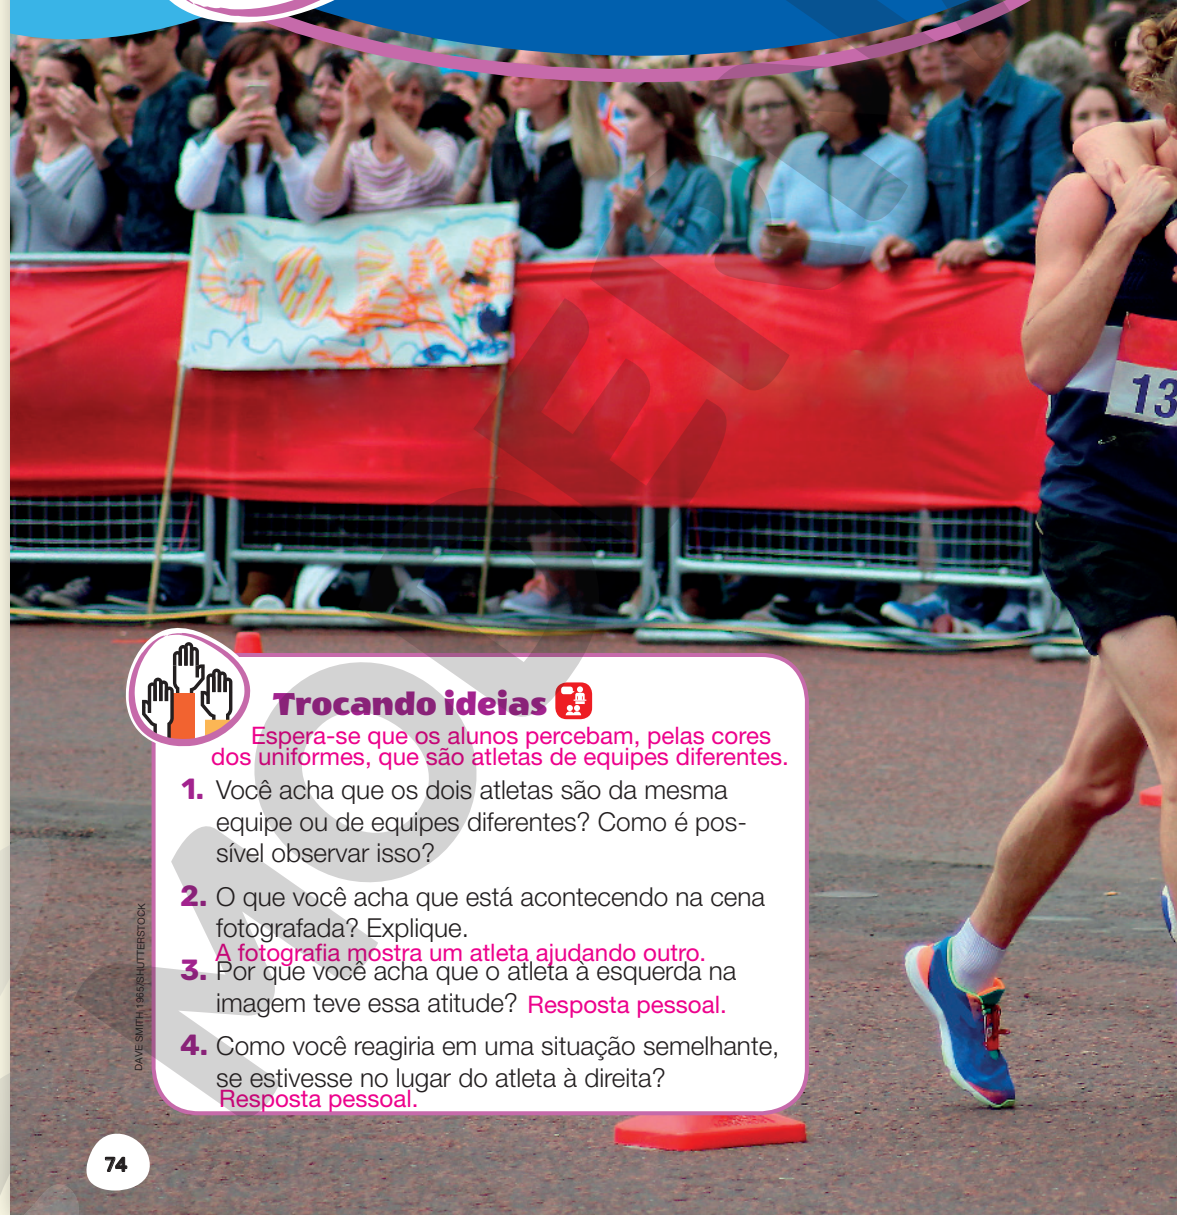 13
Trocando ideias
Espera-se que os alunos percebam, pelas cores
dos uniformes, que são atletas de equipes diferentes.
1. Você acha que os dois atletas são da mesma
equipe ou de equipes diferentes? Como é pos-
sível observar isso?
2. O que você acha que está acontecendo na cena
fotografada? Explique.
A fotografia mostra um atleta ajudando outro.
3. Por que você acha que o atleta à esquerda na
imagem teve essa atitude? Resposta pessoal.
4. Como você reagiria em uma situação semelhante,
se estivesse no lugar do atleta à direita?
Resposta pessoal.
DAVE SMITH 1965/SHUTTERSTOCK
74